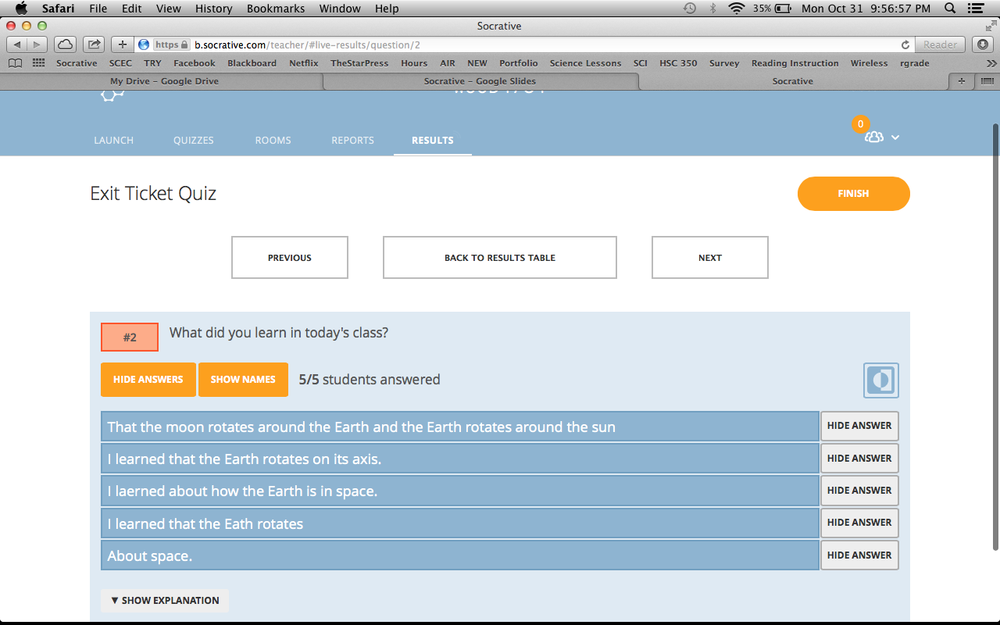 Safari File Edit View History Bookmarks Window Help 35% Mon Oct 31 9:56:57 PM
Socrative
https b.socrative.com/teacher/#live-results/question/2 Reader
Socrative SCEC TRY Facebook Blackboard Netflix TheStarPress Hours AIR NEW Portfolio Science Lessons SCI HSC 350 Survey Reading Instruction Wireless rgrade
My Drive – Google Drive Socrative – Google Slides Socrative
0
LAUNCH QUIZZES ROOMS REPORTS RESULTS
Exit Ticket Quiz FINISH
PREVIOUS BACK TO RESULTS TABLE NEXT
#2 What did you learn in today's class?
HIDE ANSWERS SHOW NAMES 5/5 students answered
That the moon rotates around the Earth and the Earth rotates around the sun HIDE ANSWER
I learned that the Earth rotates on its axis. HIDE ANSWER
I laerned about how the Earth is in space. HIDE ANSWER
I learned that the Eath rotates HIDE ANSWER
About space. HIDE ANSWER
▼ SHOW EXPLANATION